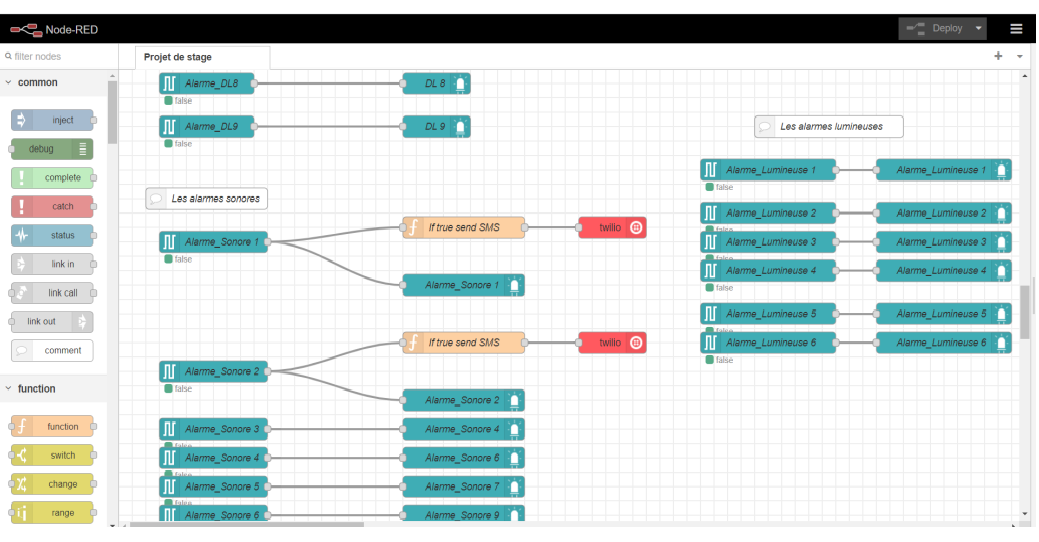 Node-RED
Deploy
filter nodes
Projet de stage
common
inject
debug
complete
catch
status
link in
link call
link out
comment
function
function
switch
change
range
Alarme_DL8
false
DL 8
Alarme_DL9
false
DL 9
Les alarmes sonores
Alarme_Sonore 1
false
If true send SMS
twilio
Alarme_Sonore 1
If true send SMS
twilio
Alarme_Sonore 2
false
Alarme_Sonore 2
Alarme_Sonore 3
false
Alarme_Sonore 4
Alarme_Sonore 4
false
Alarme_Sonore 6
Alarme_Sonore 5
false
Alarme_Sonore 7
Alarme_Sonore 6
Alarme_Sonore 9
Les alarmes lumineuses
Alarme_Lumineuse 1
false
Alarme_Lumineuse 1
Alarme_Lumineuse 2
false
Alarme_Lumineuse 2
Alarme_Lumineuse 3
false
Alarme_Lumineuse 3
Alarme_Lumineuse 4
false
Alarme_Lumineuse 4
Alarme_Lumineuse 5
false
Alarme_Lumineuse 5
Alarme_Lumineuse 6
false
Alarme_Lumineuse 6